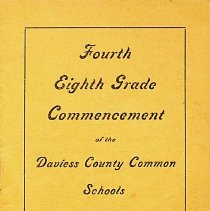 Fourth
Eighth Grade
Commencement
of the
Daviess County Common
Schools